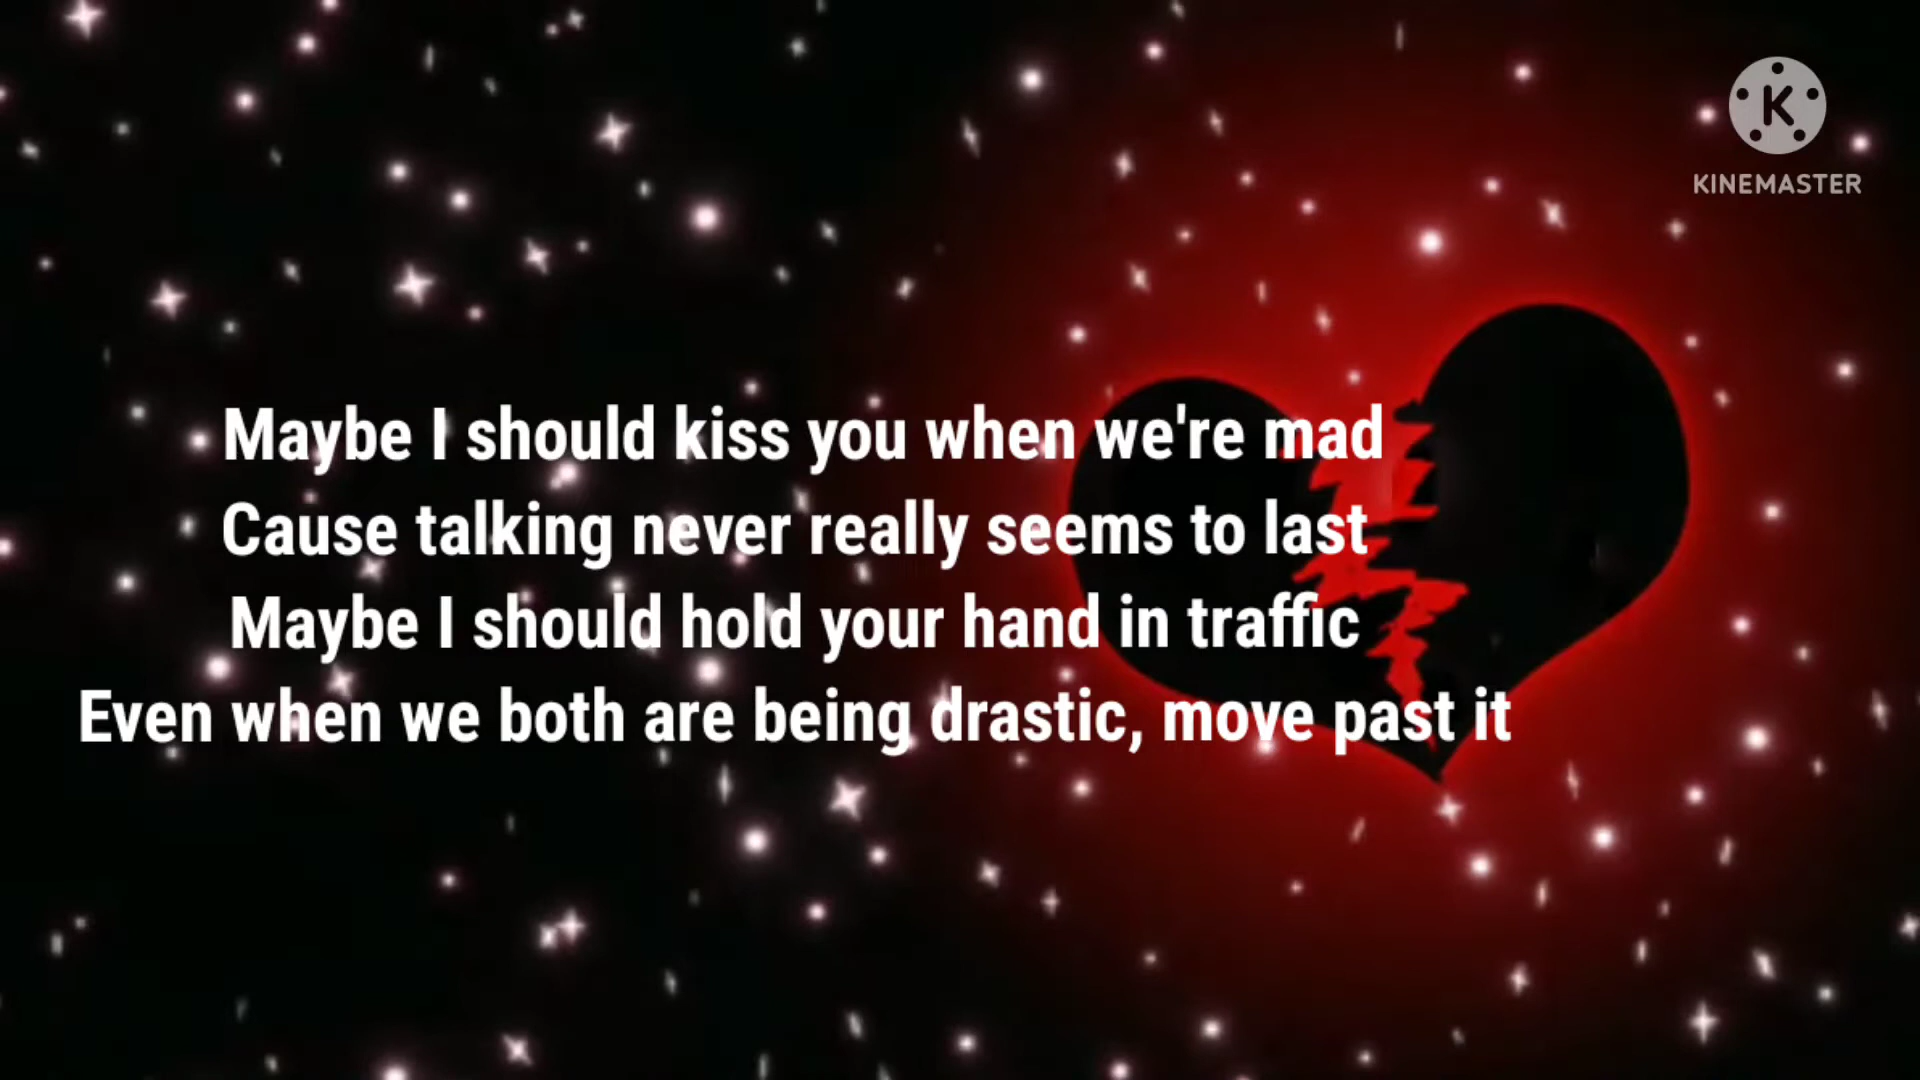 K
KINEMASTER
Maybe I should kiss you when we're mad
Cause talking never really seems to last
Maybe I should hold your hand in traffic
Even when we both are being drastic, move past it